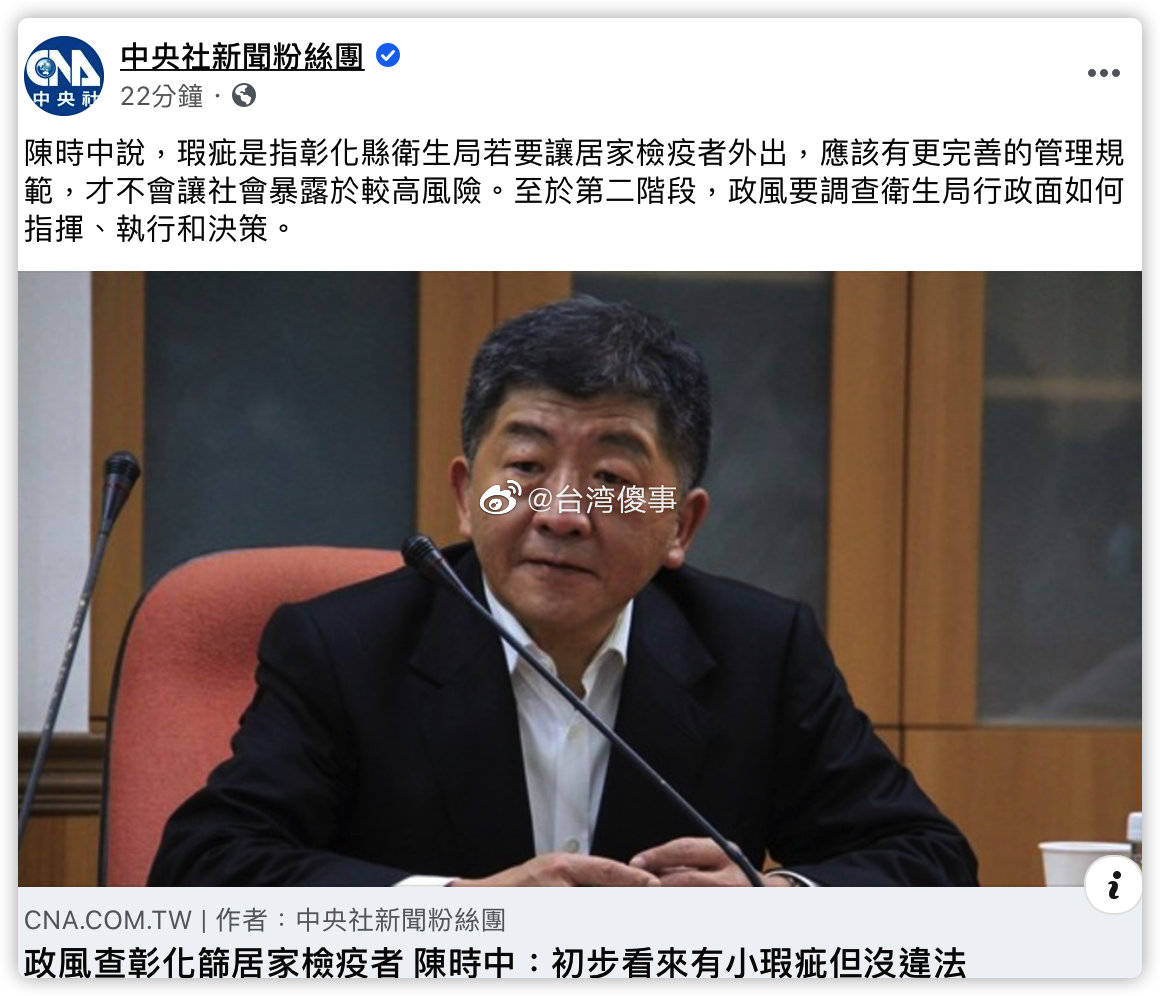 CNA
中央社
中央社新聞粉絲團
22分鐘 ·
陳時中說，瑕疵是指彰化縣衛生局若要讓居家檢疫者外出，應該有更完善的管理規
範，才不會讓社會暴露於較高風險。至於第二階段，政風要調查衛生局行政面如何
指揮、執行和決策。
@台湾傻事
i
CNA.COM.TW | 作者：中央社新聞粉絲團
政風查彰化篩居家檢疫者 陳時中：初步看來有小瑕疵但沒違法